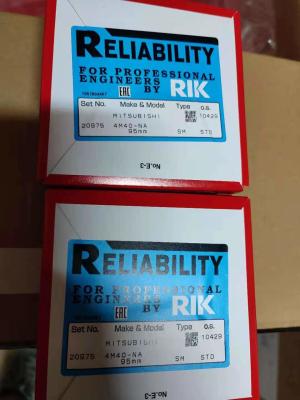 RELIABILITY
FOR PROFESSIONAL
ENGINEERS BY RIK
EAC
Set No. Make & Model Type o.s.
MITSUBISHI 10429
20975 4M40-NA SM STD
95mm
No.E-3
RELIABILITY
FOR PROFESSIONAL
ENGINEERS BY RIK
EAC
Set No. Make & Model Type o.s.
MITSUBISHI 10429
20975 4M40-NA SM STD
95mm
No.E-3